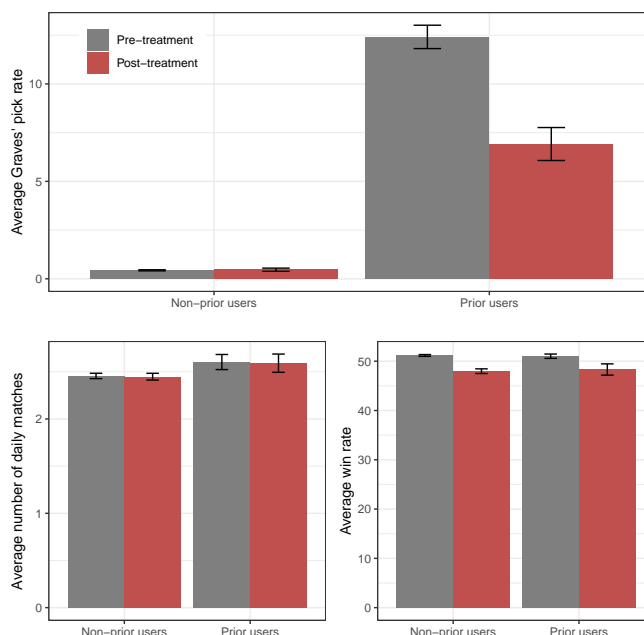 Average Graves' pick rate
10
5
0
Pre−treatment
Post−treatment
Non−prior users
Prior users
Average number of daily matches
2
1
0
Non−prior users
Prior users
Average win rate
50
40
30
20
10
0
Non−prior users
Prior users